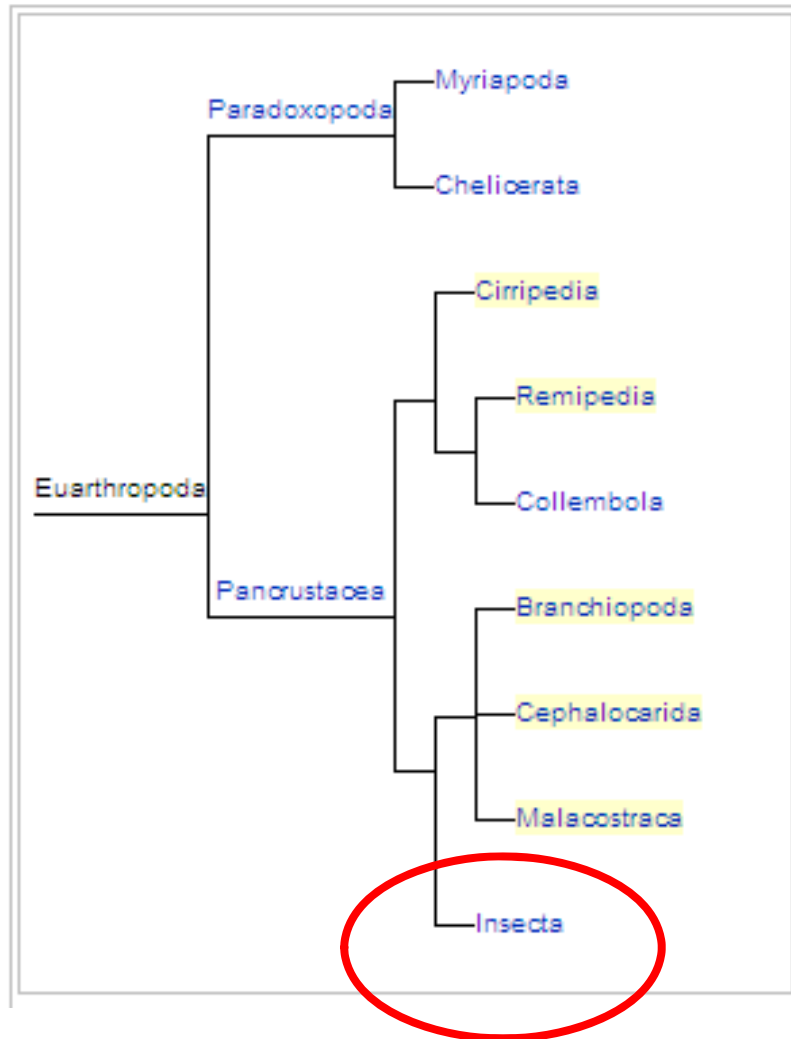 Myriapoda
Paradoxopoda
Chelicerata
Cirripedia
Remipedia
Euarthropoda
Collembola
Pancrustacea
Branchiopoda
Cephalocarida
Malacostraca
Insecta